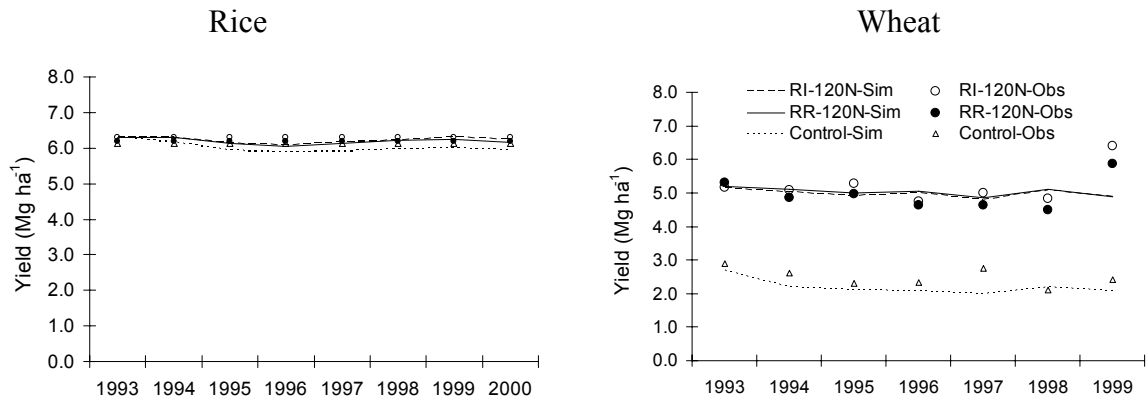 Rice
Yield (Mg ha-1)
8.0
7.0
6.0
5.0
4.0
3.0
2.0
1.0
0.0
1993 1994 1995 1996 1997 1998 1999 2000
Wheat
Yield (Mg ha-1)
8.0
7.0
6.0
5.0
4.0
3.0
2.0
1.0
0.0
RI-120N-Sim RI-120N-Obs
RR-120N-Sim RR-120N-Obs
Control-Sim Control-Obs
1993 1994 1995 1996 1997 1998 1999